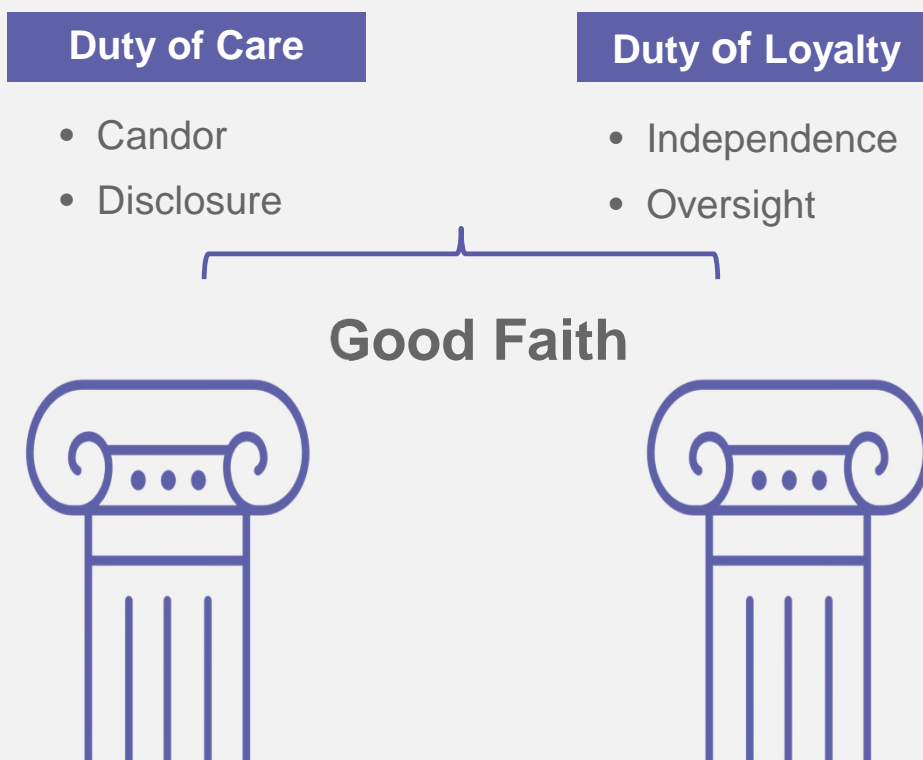 Duty of Care
• Candor
• Disclosure
Duty of Loyalty
• Independence
• Oversight
Good Faith